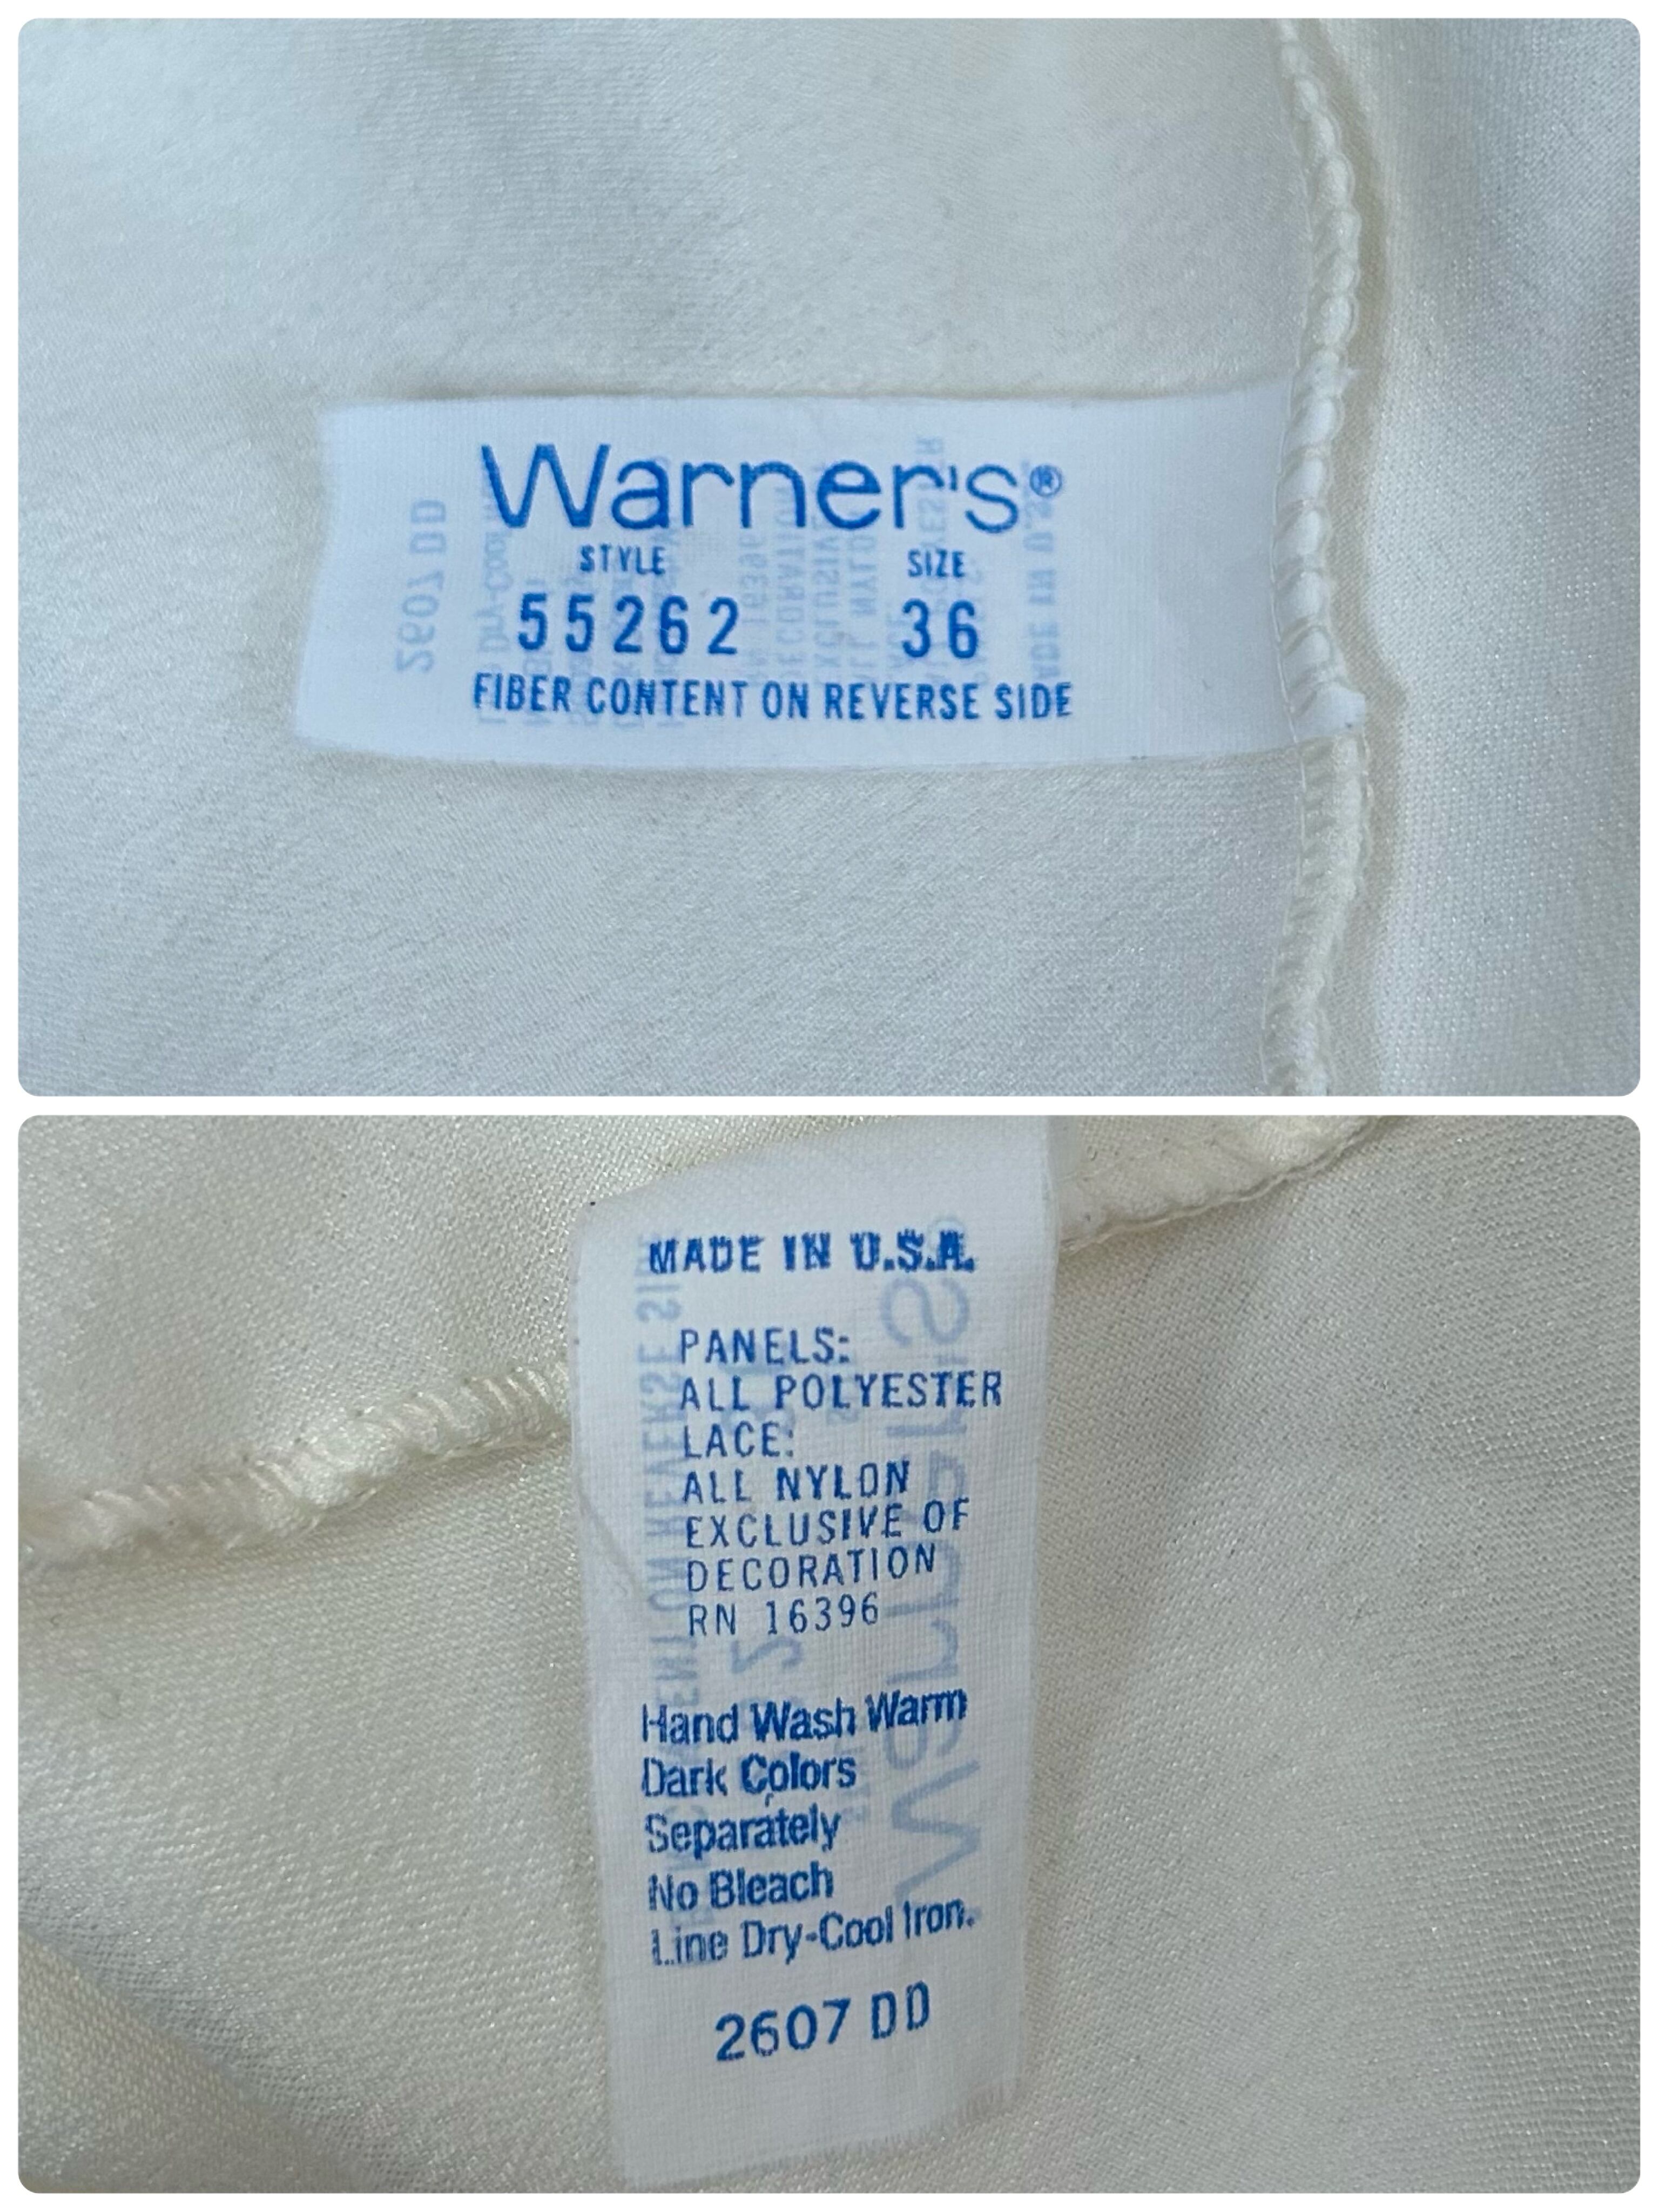 Warner's®
STYLE SIZE
55262 36
FIBER CONTENT ON REVERSE SIDE
MADE IN U.S.A.
PANELS:
ALL POLYESTER
LACE:
ALL NYLON
EXCLUSIVE OF
DECORATION
RN 16396
Hand Wash Warm
Dark Colors
Separately
No Bleach
Line Dry-Cool Iron.
2607 DD